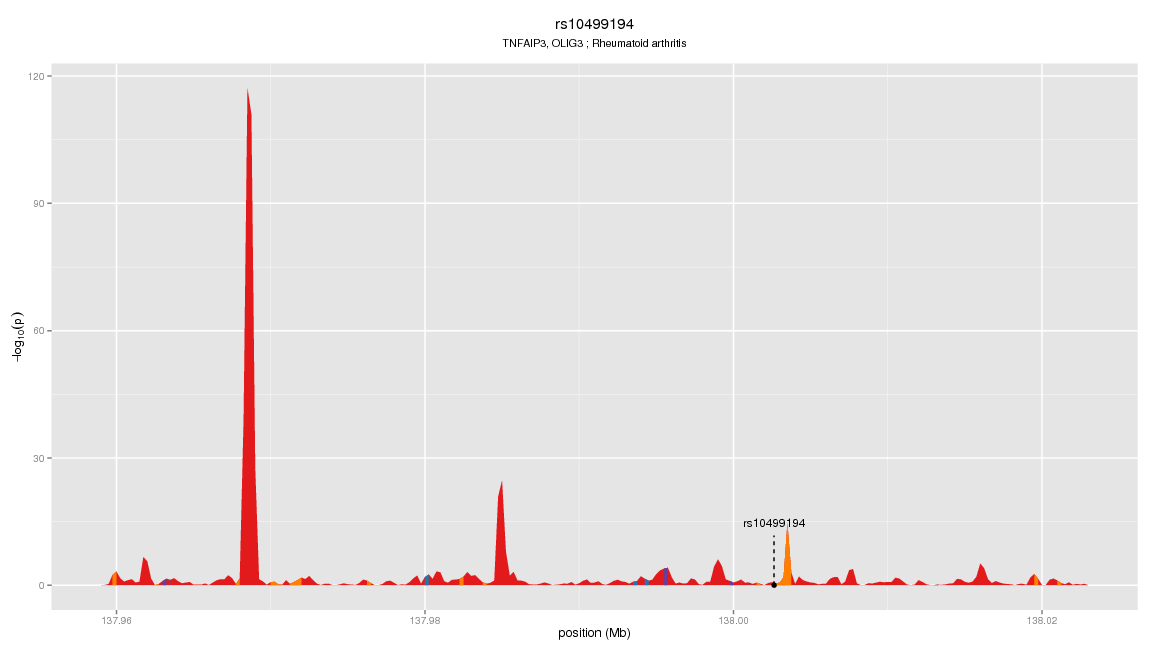 rs10499194
TNFAIP3, OLIG3 ; Rheumatoid arthritis
120
90
60
30
0
−log10(p)
rs10499194
137.96 137.98 138.00 138.02
position (Mb)